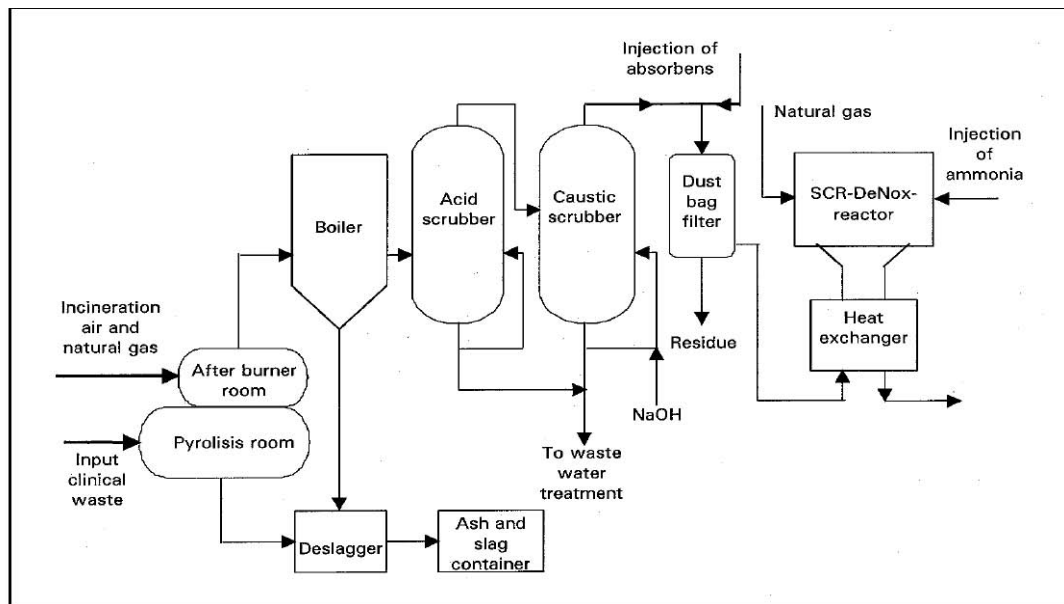 Injection of
absorbens
Natural gas
Injection
of
ammonia
SCR-DeNox-
reactor
Dust
bag
filter
Acid
scrubber
Caustic
scrubber
Boiler
Incineration
air and
natural gas
Residue
Heat
exchanger
After burner
room
NaOH
Pyrolisis room
Input
clinical
waste
To waste
water
treatment
Deslagger
Ash and
slag
container